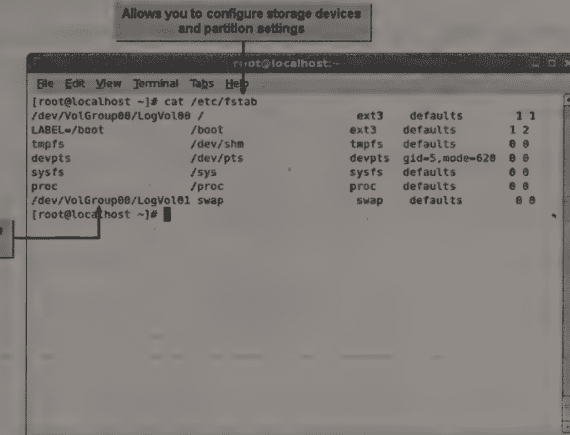 Allows you to configure storage devices
and partition settings
root@localhost:~
File Edit View Terminal Tabs Help
[root@localhost ~]# cat /etc/fstab
/dev/VolGroup00/LogVol00 / ext3 defaults 1 1
LABEL=/boot /boot ext3 defaults 1 2
tmpfs /dev/shm tmpfs defaults 0 0
devpts /dev/pts devpts gid=5,mode=620 0 0
sysfs /sys sysfs defaults 0 0
proc /proc proc defaults 0 0
/dev/VolGroup00/LogVol01 swap swap defaults 0 0
[root@localhost ~]#